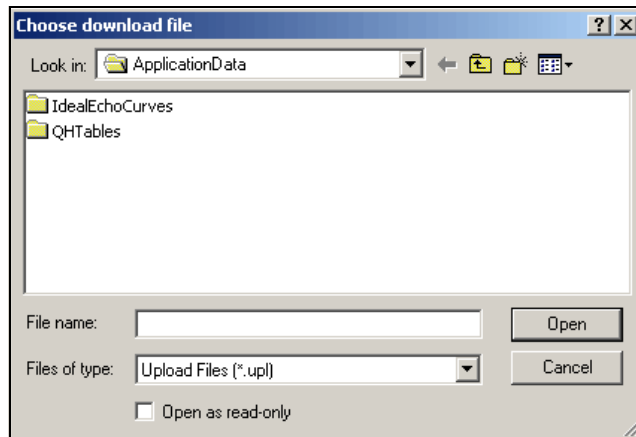 Choose download file
Look in: ApplicationData
IdealEchoCurves
QHTables
File name: Open
Files of type: Upload Files (*.upl) Cancel
Open as read-only